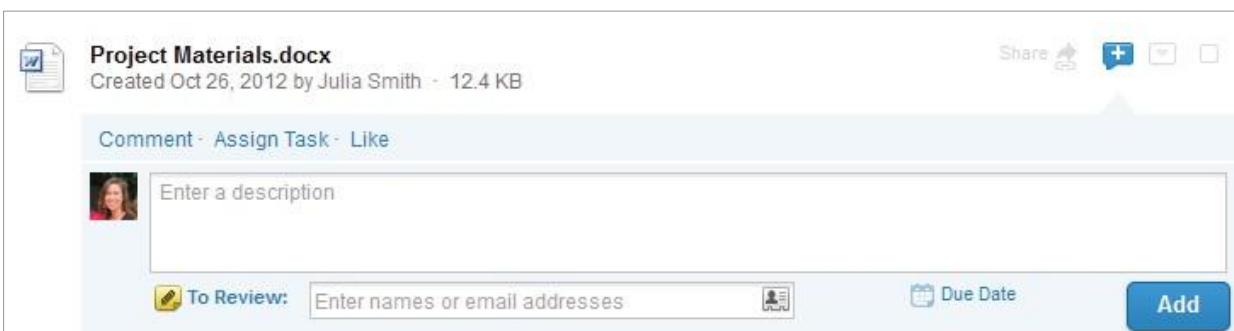 Project Materials.docx
Share
Created Oct 26, 2012 by Julia Smith · 12.4 KB
Comment · Assign Task · Like
Enter a description
To Review:
Enter names or email addresses
Due Date
Add